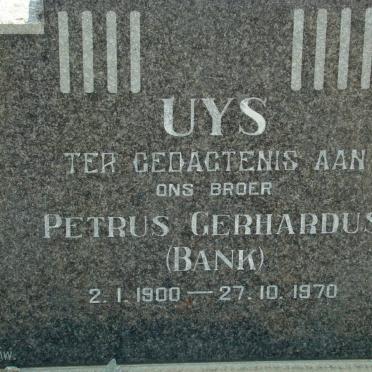 UYS
TER GEDAGTENIS AAN
ONS BROER
PETRUS GERHARDUS
(BANK)
2.1.1900 — 27.10.1970